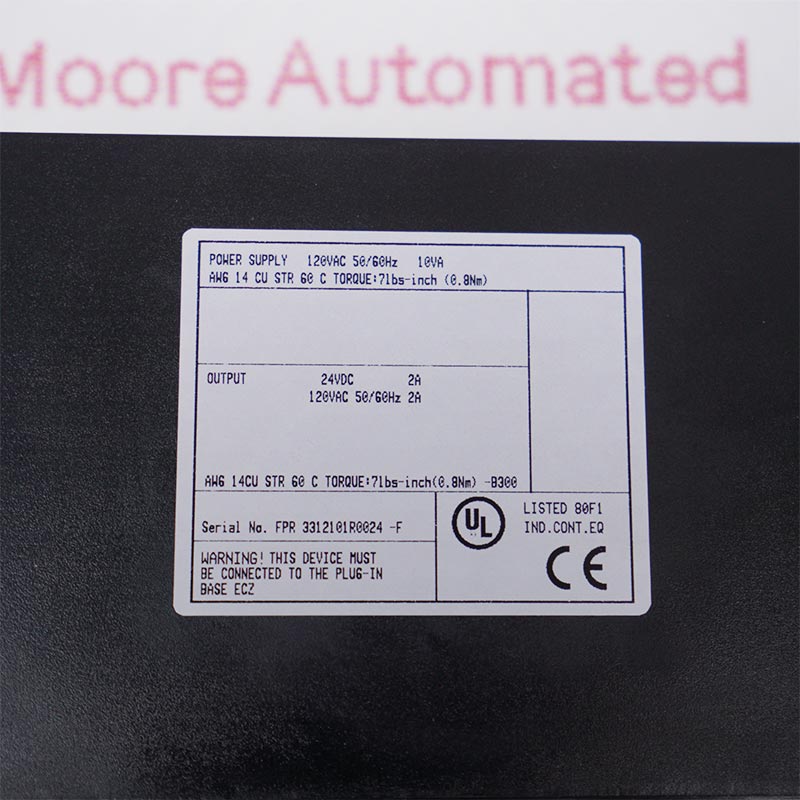 Moore Automated
POWER SUPPLY 120VAC 50/60Hz 10VA
AWG 14 CU STR 60 C TORQUE:7lbs-inch (0.8Nm)
OUTPUT 24VDC 2A
120VAC 50/60Hz 2A
AWG 14CU STR 60 C TORQUE:7lbs-inch(0.8Nm) -B300
Serial No. FPR 3312101R0024 -F
WARNING! THIS DEVICE MUST
BE CONNECTED TO THE PLUG-IN
BASE ECZ
UL
LISTED 80F1
IND.CONT.EQ
CE